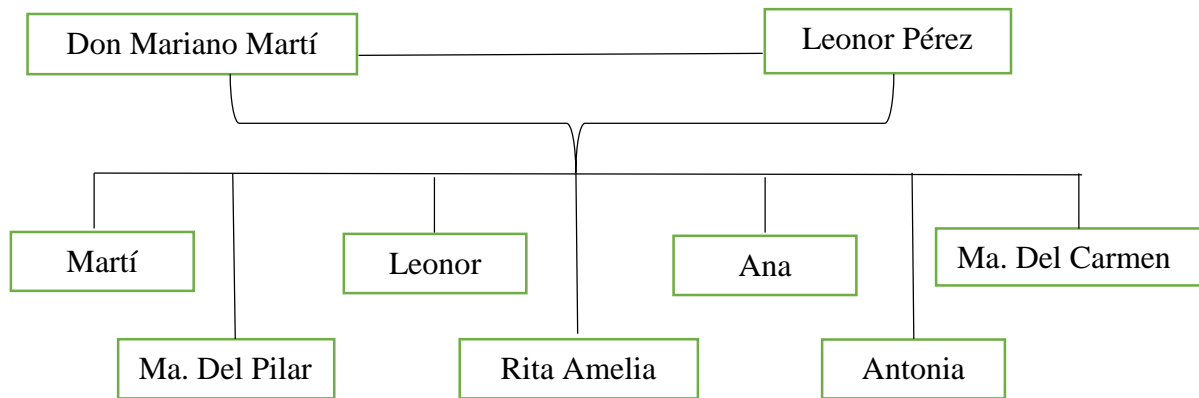 Don Mariano Martí
Leonor Pérez
Martí
Leonor
Ana
Ma. Del Carmen
Ma. Del Pilar
Rita Amelia
Antonia